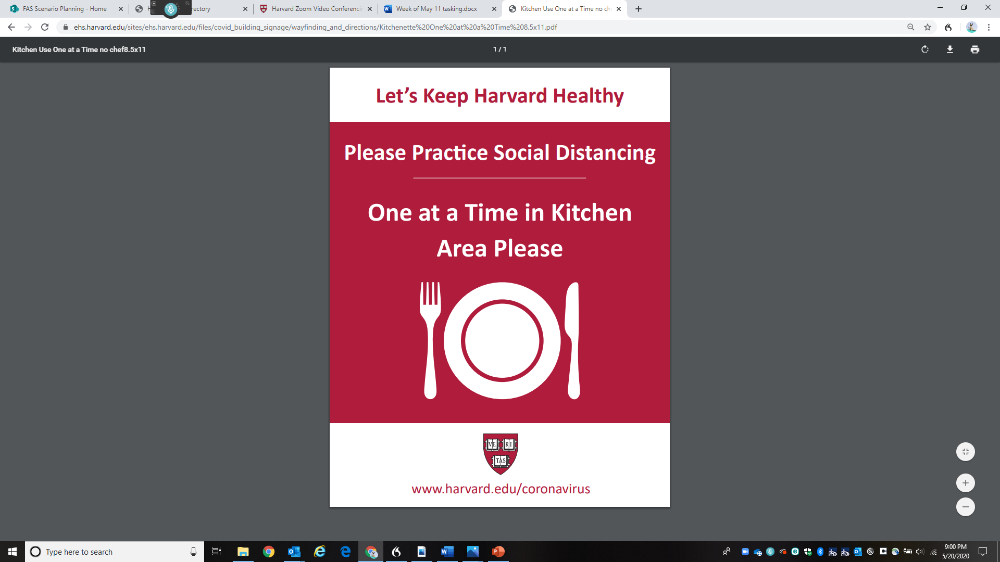 FAS Scenario Planning - Home
rectory
Harvard Zoom Video Conferencin
Week of May 11 tasking.docx
Kitchen Use One at a Time no ch
ehs.harvard.edu/sites/ehs.harvard.edu/files/covid_building_signage/wayfinding_and_directions/Kitchenette%20One%20at%20a%20Time%208.5x11.pdf
Kitchen Use One at a Time no chef8.5x11
1 / 1
Let’s Keep Harvard Healthy
Please Practice Social Distancing
One at a Time in Kitchen
Area Please
VE RI
TAS
www.harvard.edu/coronavirus
Type here to search
9:00 PM
5/20/2020